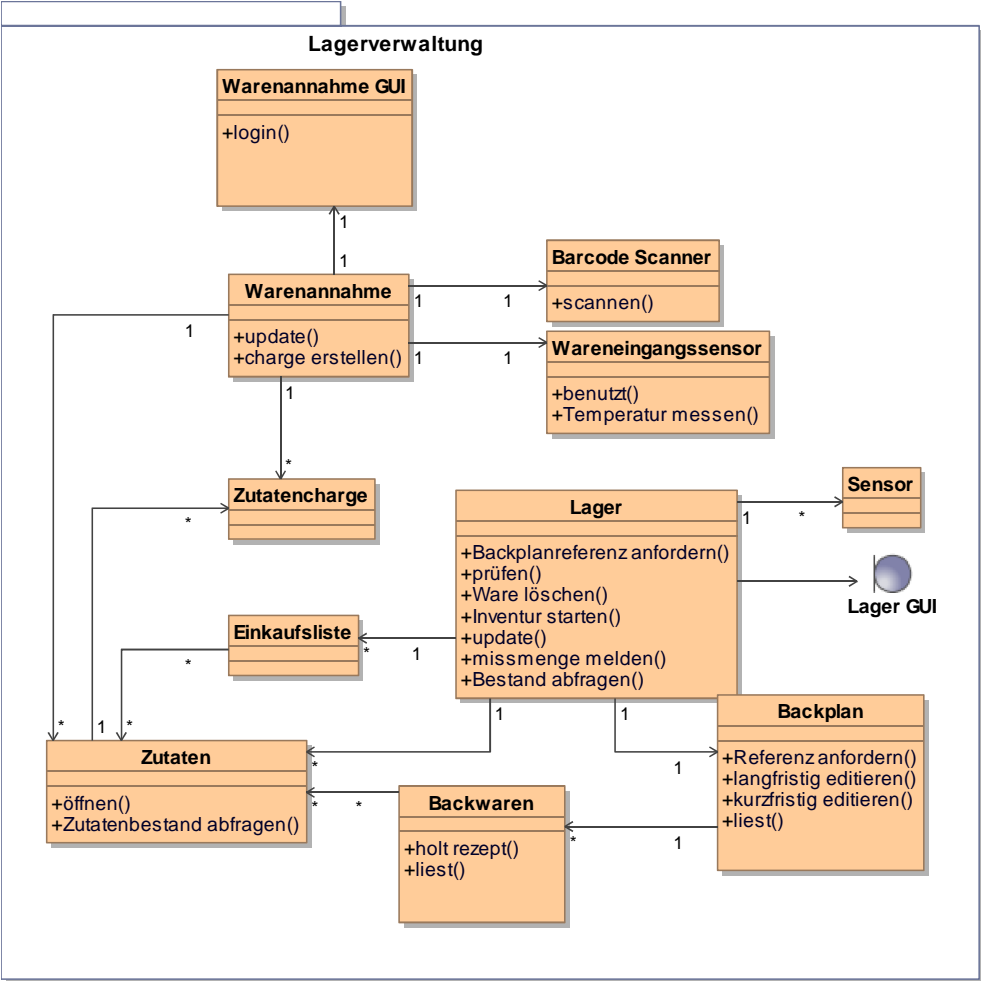 Lagerverwaltung
Warenannahme GUI
+login()
1
1
Warenannahme
+update()
+charge erstellen()
1
1
1
1
1
1
*
*
Barcode Scanner
+scannen()
Wareneingangssensor
+benutzt()
+Temperatur messen()
Zutatencharge
*
1
Lager
+Backplanreferenz anfordern()
+prüfen()
+Ware löschen()
+Inventur starten()
+update()
+missmenge melden()
+Bestand abfragen()
1
*
Sensor
Lager GUI
Einkaufsliste
*
1
*
*
1
*
1
1
Zutaten
+öffnen()
+Zutatenbestand abfragen()
Backplan
+Referenz anfordern()
+langfristig editieren()
+kurzfristig editieren()
+liest()
*
*
Backwaren
+holt rezept()
+liest()
*
1